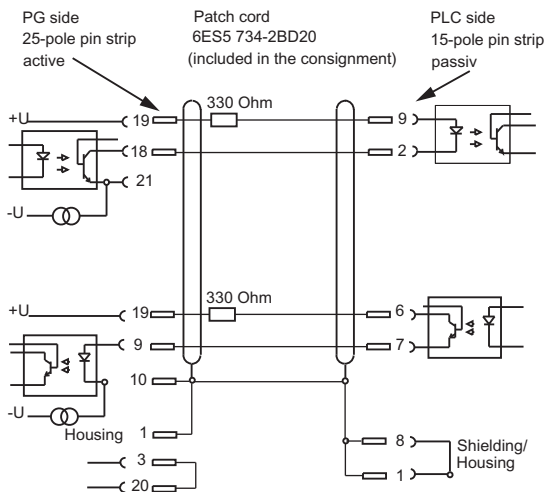 PG side
25-pole pin strip
active
Patch cord
6ES5 734-2BD20
(included in the consignment)
PLC side
15-pole pin strip
passiv
330 Ohm
+U
19
9
18
2
21
-U
330 Ohm
+U
19
6
9
7
10
-U
Housing
1
8
Shielding/
Housing
3
1
20